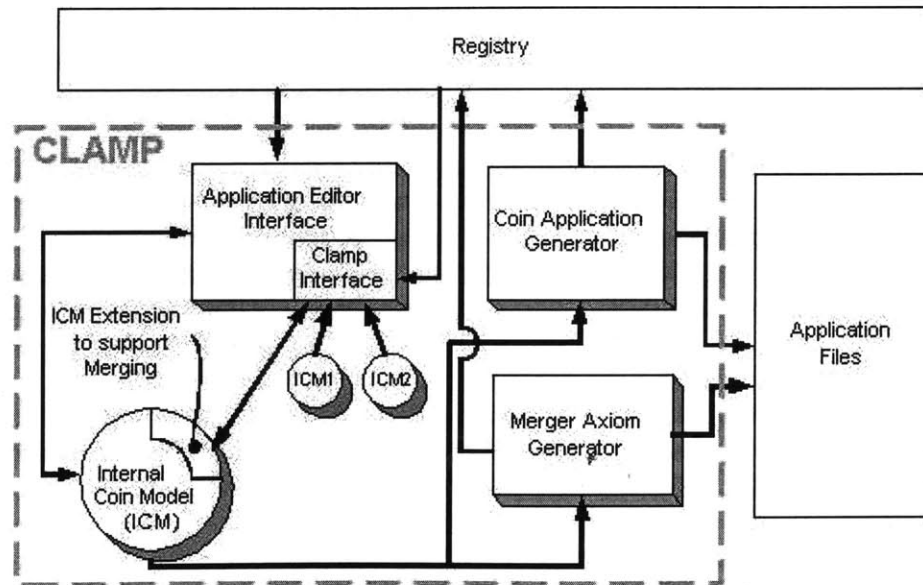 Registry
CLAMP
Application Editor
Interface
Clamp
Interface
Coin Application
Generator
ICM Extension
to support
Merging
ICM1
ICM2
Application
Files
Merger Axiom
Generator
Internal
Coin Model
(ICM)